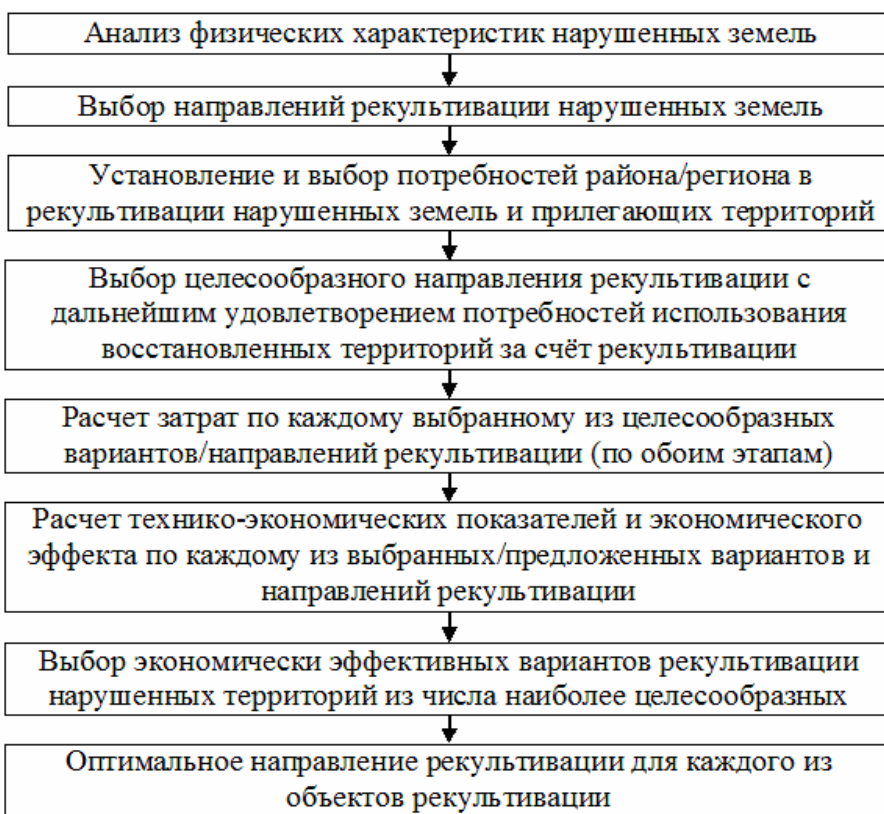 Анализ физических характеристик нарушенных земель
Выбор направлений рекультивации нарушенных земель
Установление и выбор потребностей района/региона в
рекультивации нарушенных земель и прилегающих территорий
Выбор целесообразного направления рекультивации с
дальнейшим удовлетворением потребностей использования
восстановленных территорий за счёт рекультивации
Расчет затрат по каждому выбранному из целесообразных
вариантов/направлений рекультивации (по обоим этапам)
Расчет технико-экономических показателей и экономического
эффекта по каждому из выбранных/предложенных вариантов и
направлений рекультивации
Выбор экономически эффективных вариантов рекультивации
нарушенных территорий из числа наиболее целесообразных
Оптимальное направление рекультивации для каждого из
объектов рекультивации